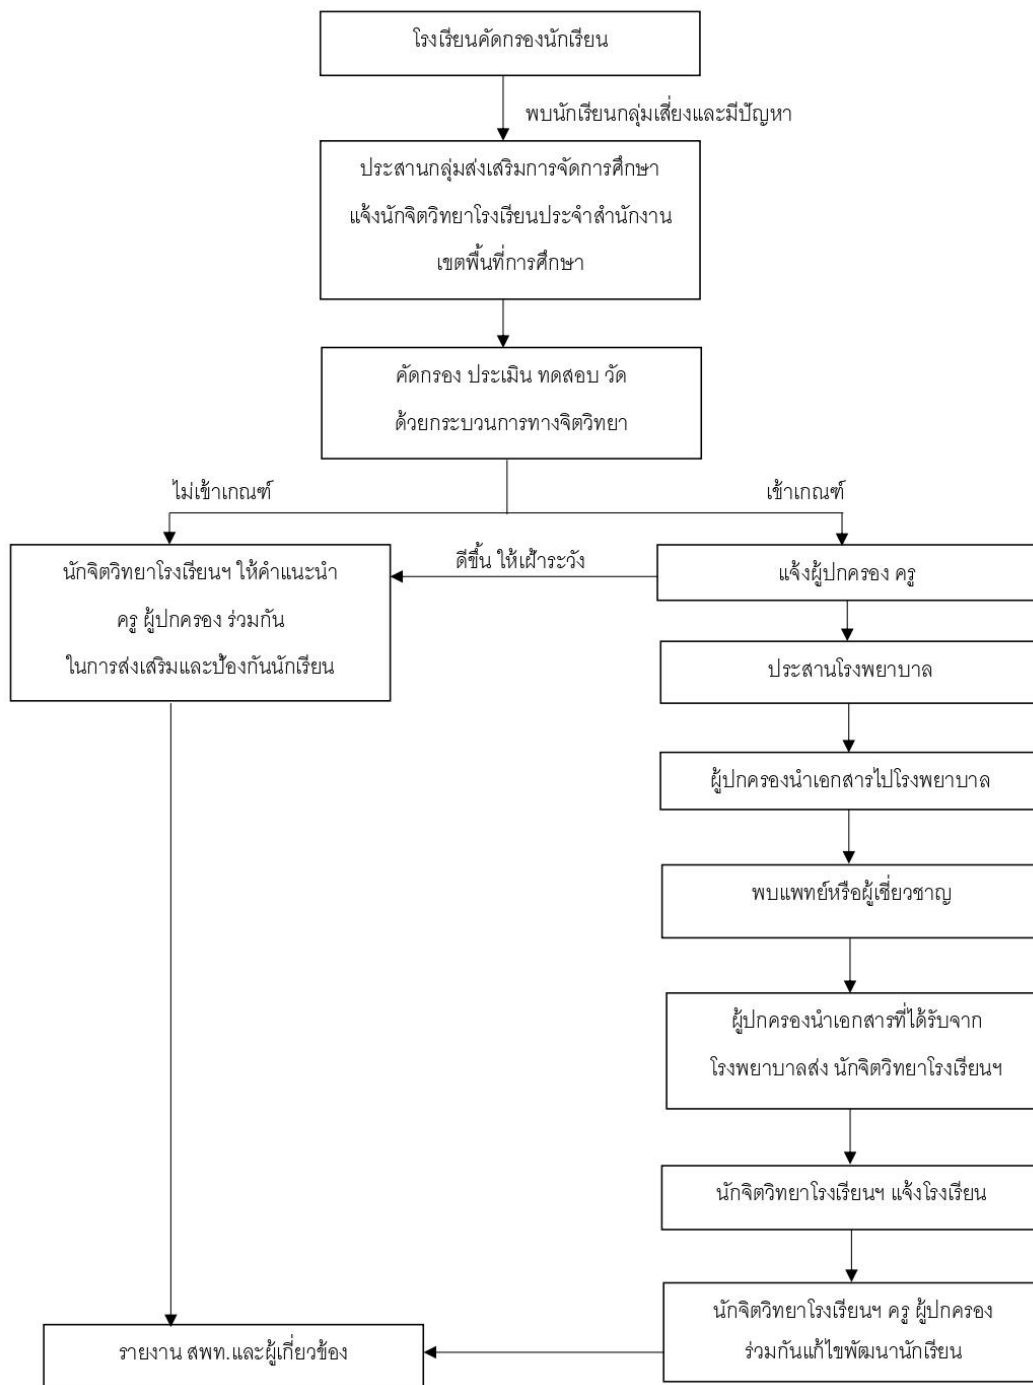 โรงเรียนคัดกรองนักเรียน
พบนักเรียนกลุ่มเสี่ยงและมีปัญหา
ประสานกลุ่มส่งเสริมการจัดการศึกษา
แจ้งนักจิตวิทยาโรงเรียนประจำสำนักงาน
เขตพื้นที่การศึกษา
คัดกรอง ประเมิน ทดสอบ วัด
ด้วยกระบวนการทางจิตวิทยา
ไม่เข้าเกณฑ์
เข้าเกณฑ์
นักจิตวิทยาโรงเรียนฯ ให้คำแนะนำ
ครู ผู้ปกครอง ร่วมกัน
ในการส่งเสริมและป้องกันนักเรียน
ดีขึ้น ให้เฝ้าระวัง
แจ้งผู้ปกครอง ครู
ประสานโรงพยาบาล
ผู้ปกครองนำเอกสารไปโรงพยาบาล
พบแพทย์หรือผู้เชี่ยวชาญ
ผู้ปกครองนำเอกสารที่ได้รับจาก
โรงพยาบาลส่ง นักจิตวิทยาโรงเรียนฯ
นักจิตวิทยาโรงเรียนฯ แจ้งโรงเรียน
นักจิตวิทยาโรงเรียนฯ ครู ผู้ปกครอง
ร่วมกันแก้ไขพัฒนานักเรียน
รายงาน สพท.และผู้เกี่ยวข้อง